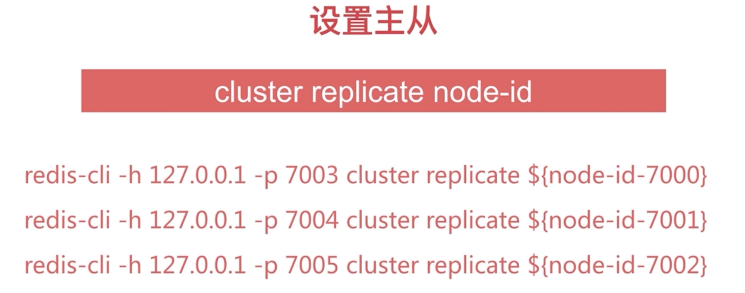 设置主从
cluster replicate node-id
redis-cli -h 127.0.0.1 -p 7003 cluster replicate ${node-id-7000}
redis-cli -h 127.0.0.1 -p 7004 cluster replicate ${node-id-7001}
redis-cli -h 127.0.0.1 -p 7005 cluster replicate ${node-id-7002}